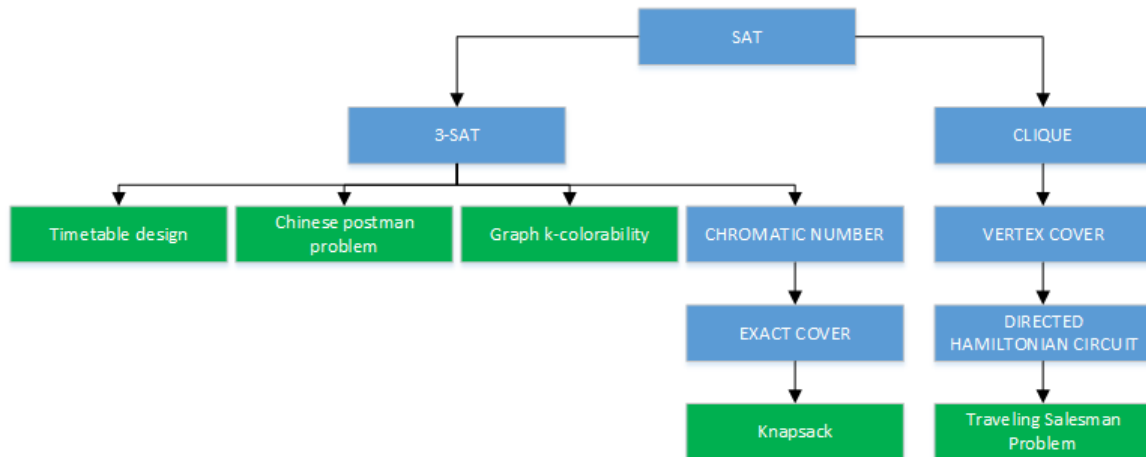 SAT
3-SAT
CLIQUE
Timetable design
Chinese postman
problem
Graph k-colorability
CHROMATIC NUMBER
VERTEX COVER
EXACT COVER
DIRECTED
HAMILTONIAN CIRCUIT
Knapsack
Traveling Salesman
Problem